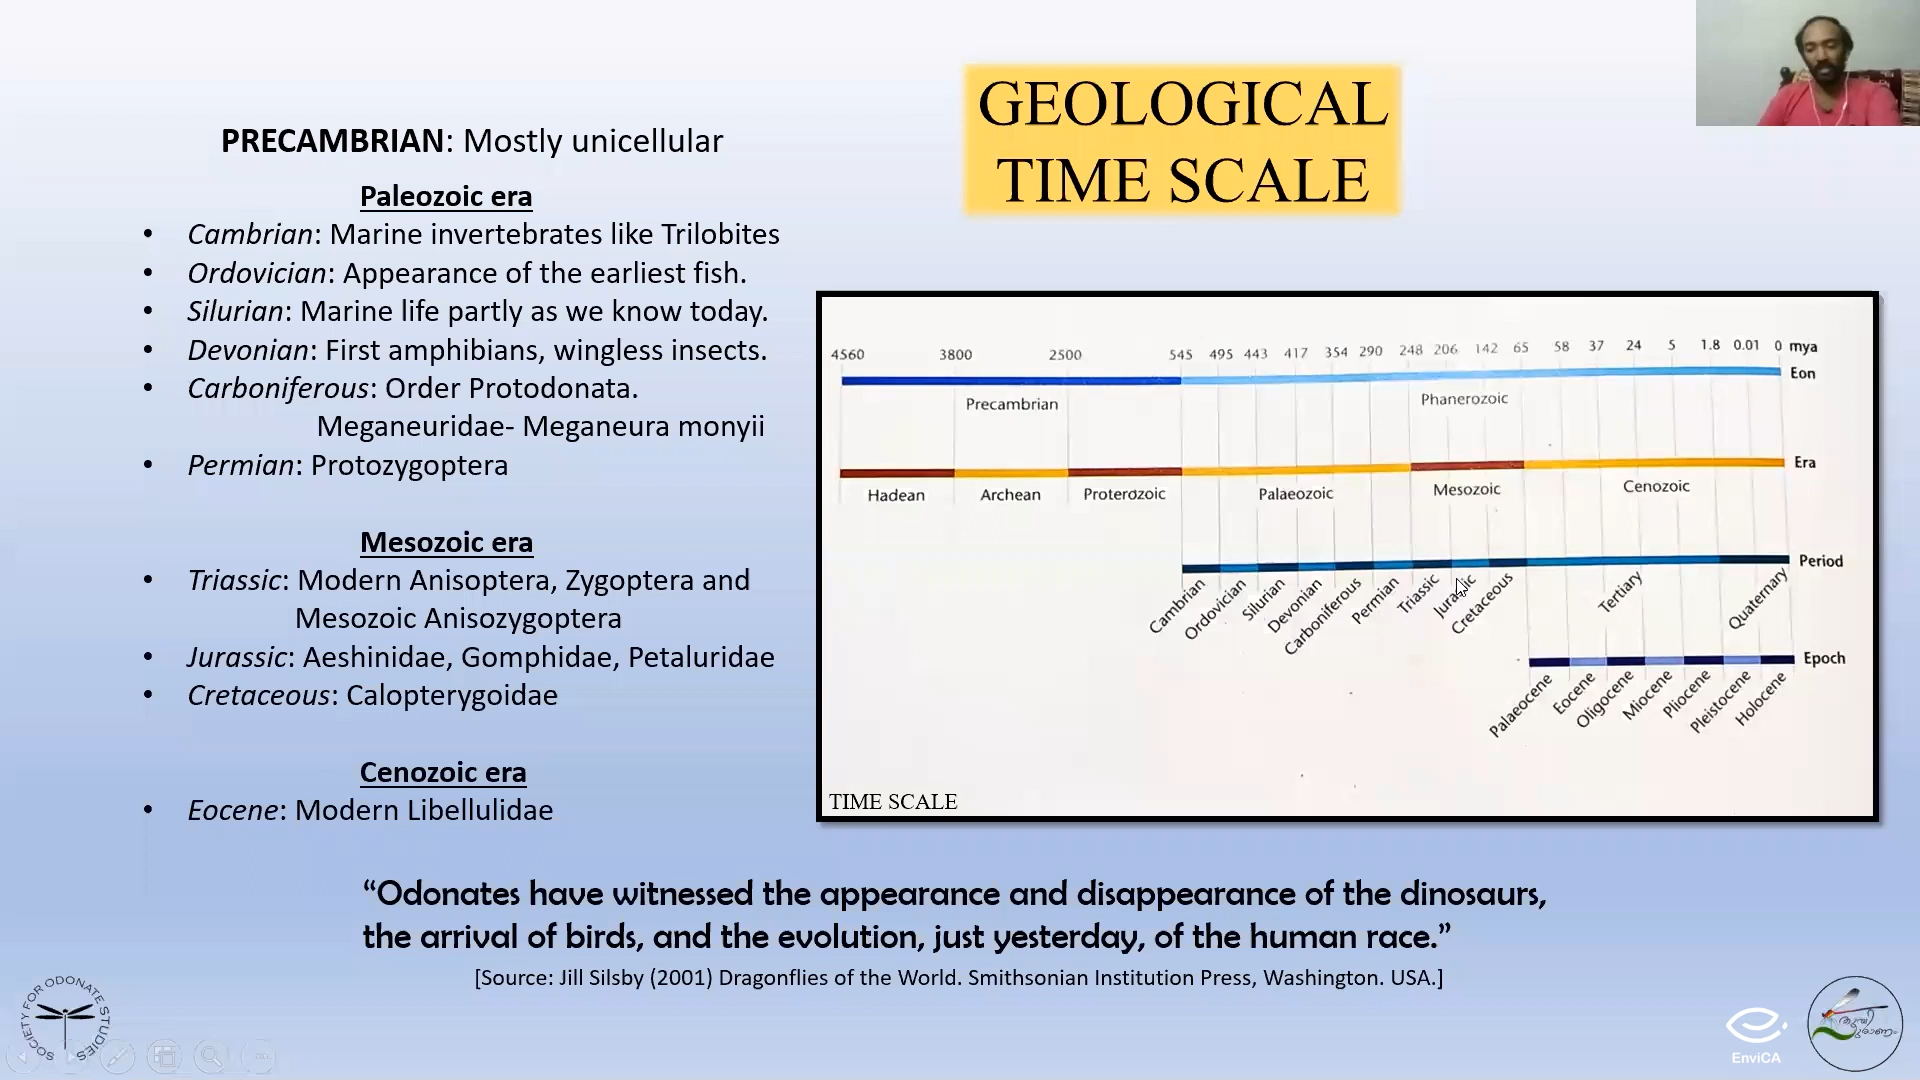 GEOLOGICAL
TIME SCALE
PRECAMBRIAN: Mostly unicellular
Paleozoic era
• Cambrian: Marine invertebrates like Trilobites
• Ordovician: Appearance of the earliest fish.
• Silurian: Marine life partly as we know today.
• Devonian: First amphibians, wingless insects.
• Carboniferous: Order Protodonata.
Meganeuridae- Meganeura monyii
• Permian: Protozygoptera
Mesozoic era
• Triassic: Modern Anisoptera, Zygoptera and
Mesozoic Anisozygoptera
• Jurassic: Aeshinidae, Gomphidae, Petaluridae
• Cretaceous: Calopterygoidae
Cenozoic era
• Eocene: Modern Libellulidae
4560 3800 2500 545 495 443 417 354 290 248 206 142 65 58 37 24 5 1.8 0.01 0 mya
Eon
Precambrian Phanerozoic
Era
Hadean Archean Proterozoic Palaeozoic Mesozoic Cenozoic
Period
Cambrian Ordovician Silurian Devonian Carboniferous Permian Triassic Jurassic Cretaceous Tertiary Quaternary
Epoch
Palaeocene Eocene Oligocene Miocene Pliocene Pleistocene Holocene
TIME SCALE
“Odonates have witnessed the appearance and disappearance of the dinosaurs,
the arrival of birds, and the evolution, just yesterday, of the human race.”
[Source: Jill Silsby (2001) Dragonflies of the World. Smithsonian Institution Press, Washington. USA.]
SOCIETY FOR ODONATE STUDIES
EnviCA